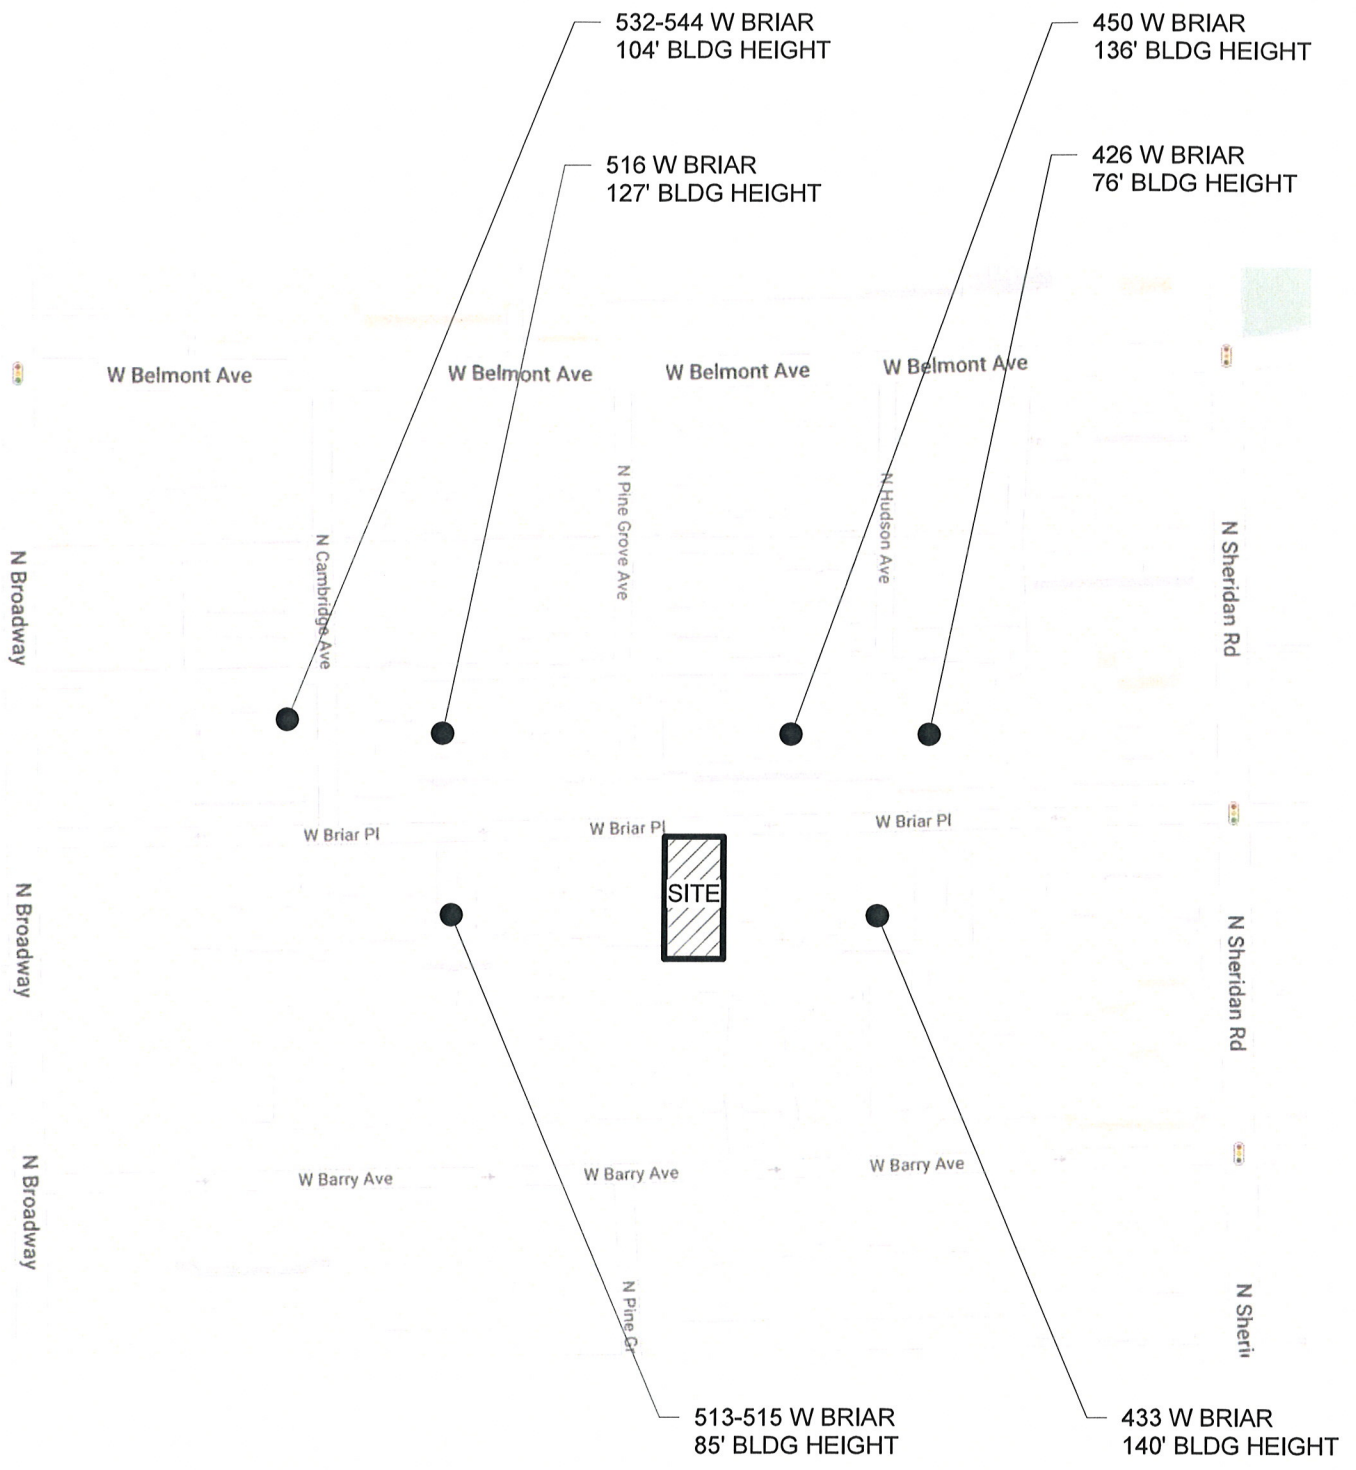 532-544 W BRIAR
104' BLDG HEIGHT
450 W BRIAR
136' BLDG HEIGHT
516 W BRIAR
127' BLDG HEIGHT
426 W BRIAR
76' BLDG HEIGHT
W Belmont Ave
W Belmont Ave
W Belmont Ave
W Belmont Ave
N Broadway
N Cambridge Ave
N Pine Grove Ave
N Hudson Ave
N Sheridan Rd
W Briar Pl
W Briar Pl
W Briar Pl
SITE
N Broadway
N Sheridan Rd
W Barry Ave
W Barry Ave
W Barry Ave
N Broadway
N Pine Gr
N Sheri
513-515 W BRIAR
85' BLDG HEIGHT
433 W BRIAR
140' BLDG HEIGHT